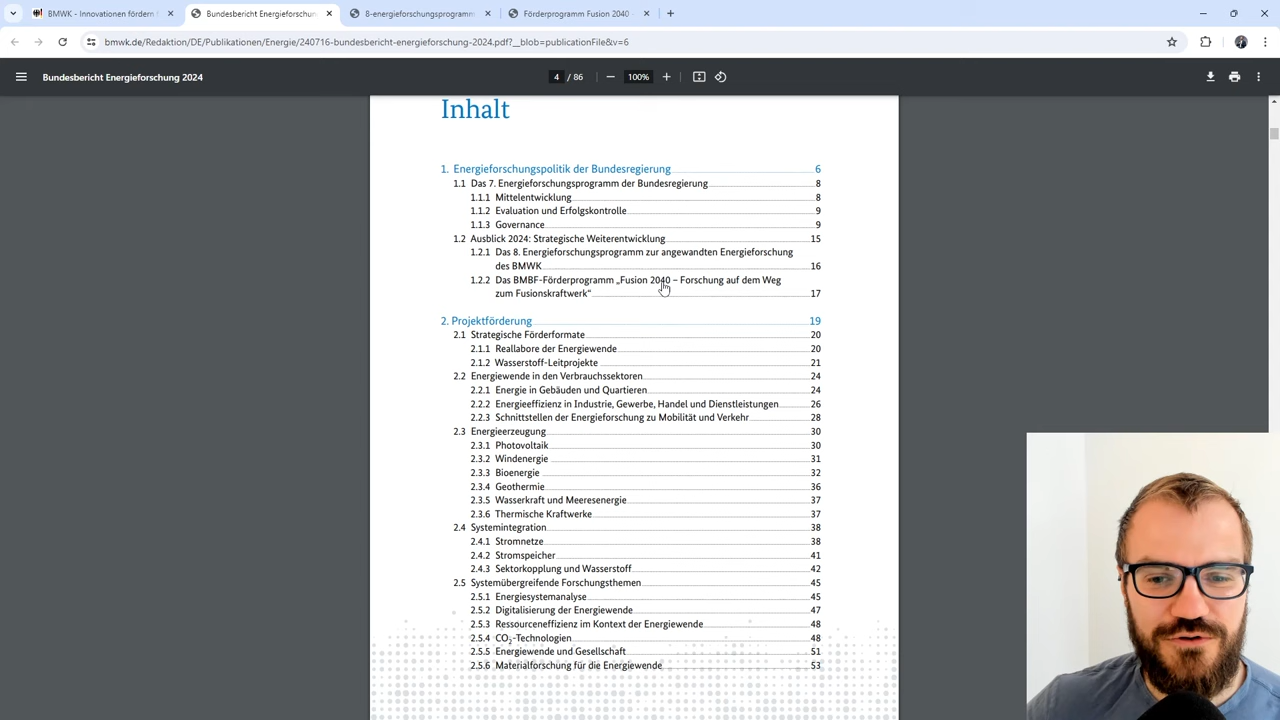 BMWK - Innovationen fördern
Bundesbericht Energieforschun
8-energieforschungsprogramm
Förderprogramm Fusion 2040 -
bmwk.de/Redaktion/DE/Publikationen/Energie/240716-bundesbericht-energieforschung-2024.pdf?__blob=publicationFile&v=6
Bundesbericht Energieforschung 2024
4 / 86
100%
Inhalt
1. Energieforschungspolitik der Bundesregierung 6
1.1 Das 7. Energieforschungsprogramm der Bundesregierung 8
1.1.1 Mittelentwicklung 8
1.1.2 Evaluation und Erfolgskontrolle 9
1.1.3 Governance 9
1.2 Ausblick 2024: Strategische Weiterentwicklung 15
1.2.1 Das 8. Energieforschungsprogramm zur angewandten Energieforschung
des BMWK 16
1.2.2 Das BMBF-Förderprogramm „Fusion 2040 – Forschung auf dem Weg
zum Fusionskraftwerk“ 17
2. Projektförderung 19
2.1 Strategische Förderformate 20
2.1.1 Reallabore der Energiewende 20
2.1.2 Wasserstoff-Leitprojekte 21
2.2 Energiewende in den Verbrauchssektoren 24
2.2.1 Energie in Gebäuden und Quartieren 24
2.2.2 Energieeffizienz in Industrie, Gewerbe, Handel und Dienstleistungen 26
2.2.3 Schnittstellen der Energieforschung zu Mobilität und Verkehr 28
2.3 Energieerzeugung 30
2.3.1 Photovoltaik 30
2.3.2 Windenergie 31
2.3.3 Bioenergie 32
2.3.4 Geothermie 36
2.3.5 Wasserkraft und Meeresenergie 37
2.3.6 Thermische Kraftwerke 37
2.4 Systemintegration 38
2.4.1 Stromnetze 38
2.4.2 Stromspeicher 41
2.4.3 Sektorkopplung und Wasserstoff 42
2.5 Systemübergreifende Forschungsthemen 45
2.5.1 Energiesystemanalyse 45
2.5.2 Digitalisierung der Energiewende 47
2.5.3 Ressourceneffizienz im Kontext der Energiewende 48
2.5.4 CO₂-Technologien 48
2.5.5 Energiewende und Gesellschaft 51
2.5.6 Materialforschung für die Energiewende 53